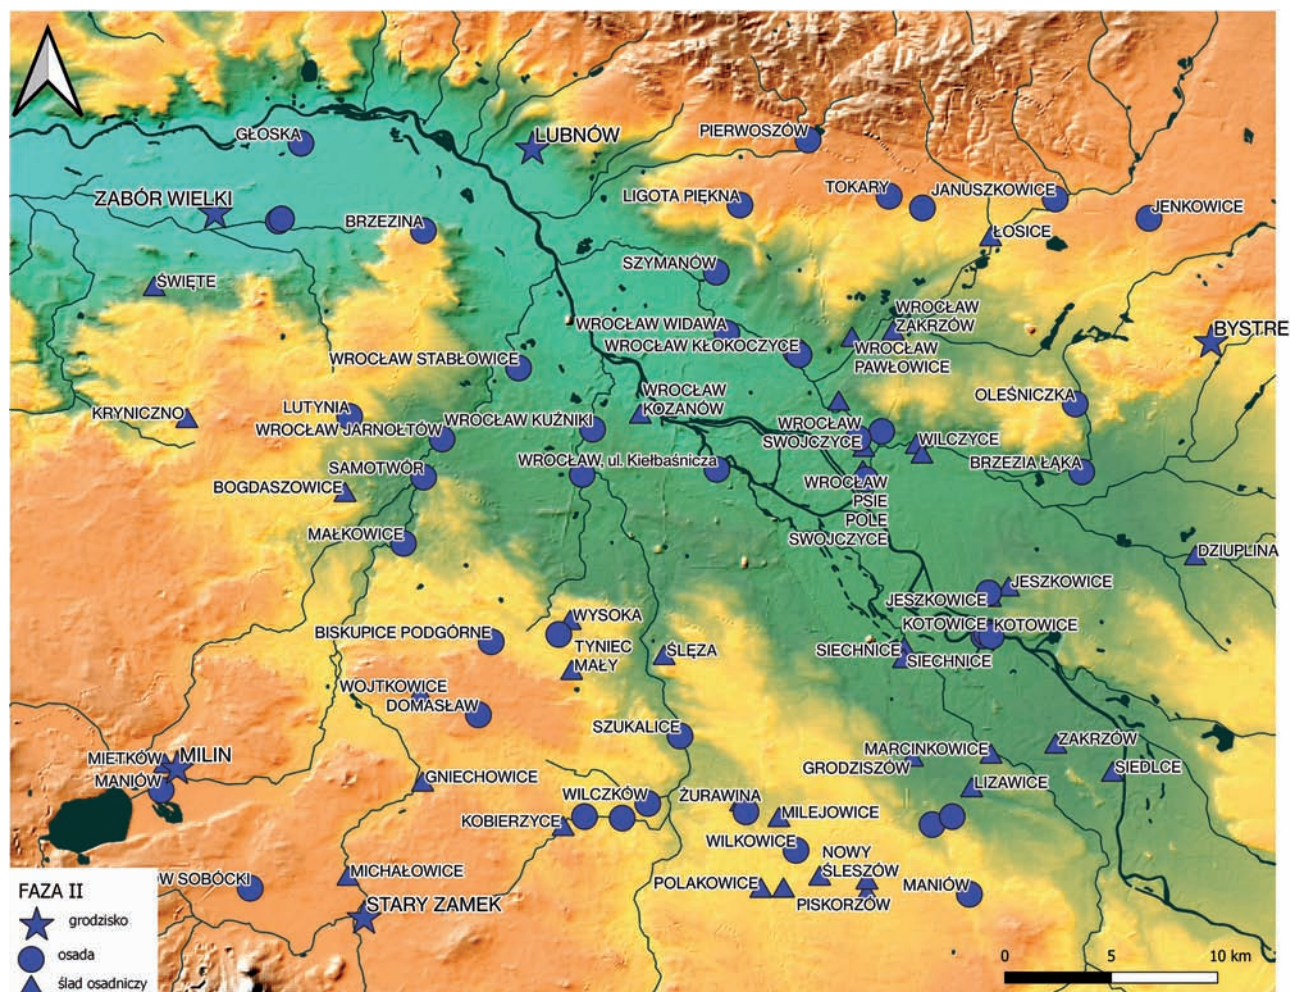 GŁOSKA
LUBNÓW
PIERWOSZÓW
ZABÓR WIELKI
BRZEZINA
LIGOTA PIĘKNA
TOKARY
JANUSZKOWICE
JENKOWICE
ŁOSICE
ŚWIĘTE
SZYMANÓW
WROCŁAW
ZAKRZÓW
BYSTRE
WROCŁAW WIDAWA
WROCŁAW KŁOKOCZYCE
WROCŁAW
PAWŁOWICE
WROCŁAW STABŁOWICE
KRYNICZNO
LUTYNIA
WROCŁAW JARNOŁTÓW
WROCŁAW KUŹNIKI
WROCŁAW
KOZANÓW
OLEŚNICZKA
WROCŁAW
SWOJCZYCE
WILCZYCE
BRZEZIA ŁĄKA
SAMOTWÓR
WROCŁAW, ul. Kiełbaśnicza
BOGDASZOWICE
WROCŁAW
PSIE
POLE
SWOJCZYCE
MAŁKOWICE
DZIUPLINA
JESZKOWICE
JESZKOWICE
WYSOKA
KOTOWICE
KOTOWICE
BISKUPICE PODGÓRNE
TYNIEC
MAŁY
ŚLĘZA
SIECHNICE
SIECHNICE
WOJTKOWICE
DOMASŁAW
SZUKALICE
MIETKÓW
MILIN
MANIÓW
GNIECHOWICE
MARCINKOWICE
GRODZISZÓW
ZAKRZÓW
SIEDLCE
LIZAWICE
WILCZKÓW
ŻURAWINA
KOBIERZYCE
MILEJOWICE
WILKOWICE
NOWY
ŚLESZÓW
ÓW SOBÓCKI
MICHAŁOWICE
POLAKOWICE
PISKORZÓW
MANIÓW
STARY ZAMEK
FAZA II
grodzisko
osada
ślad osadniczy
0 5 10 km